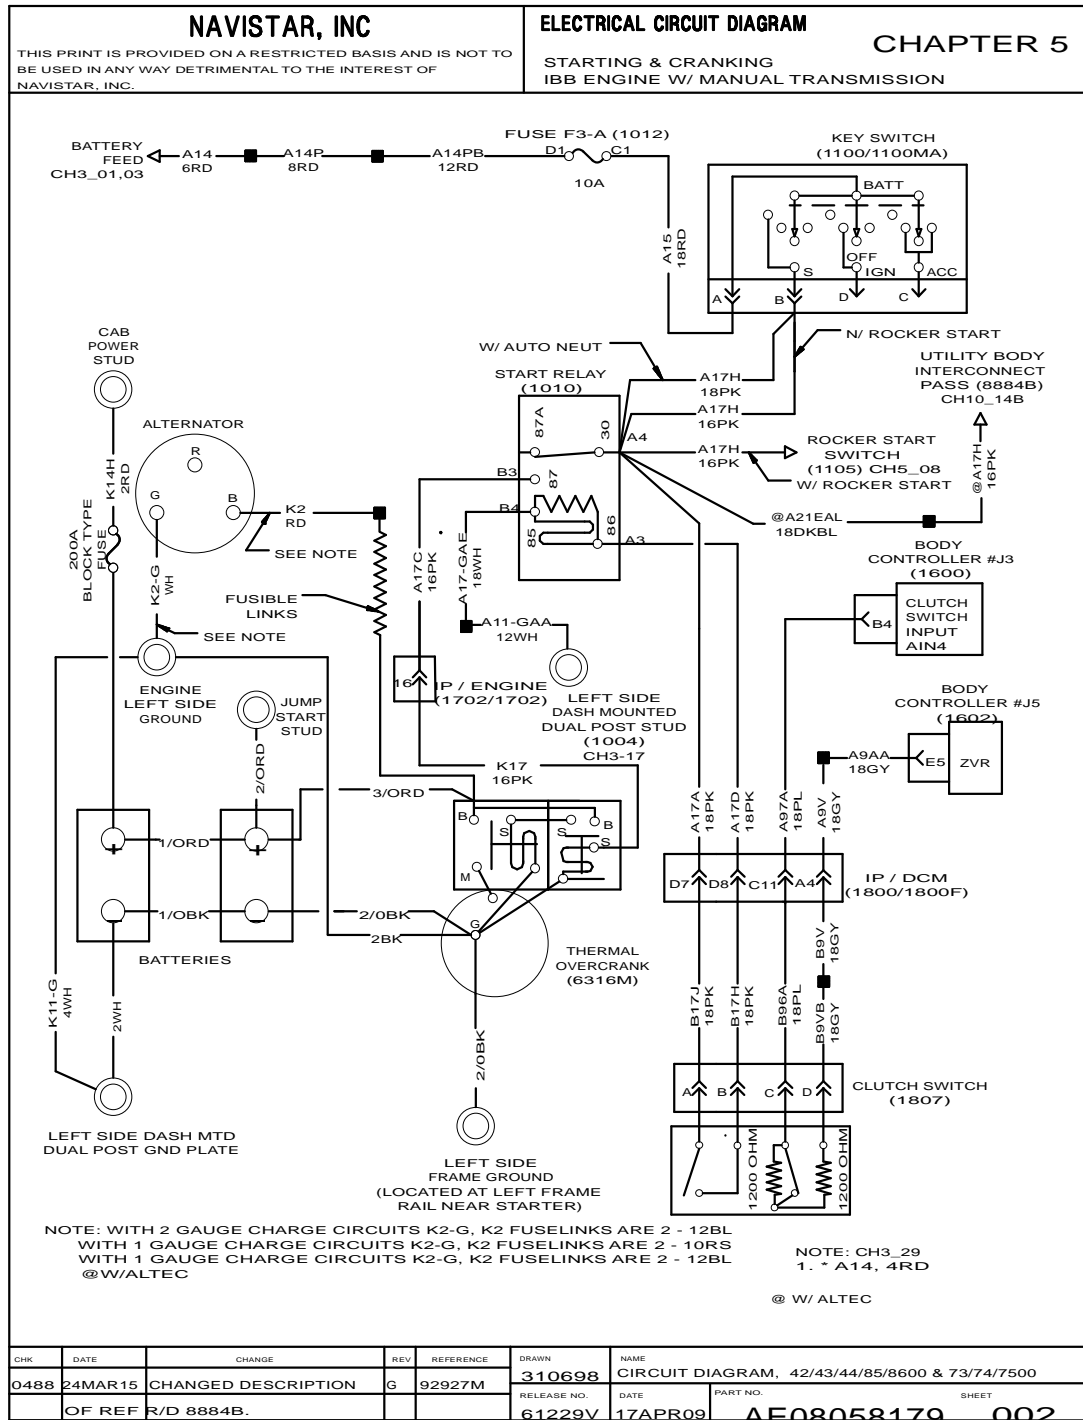 NAVISTAR, INC
THIS PRINT IS PROVIDED ON A RESTRICTED BASIS AND IS NOT TO
BE USED IN ANY WAY DETRIMENTAL TO THE INTEREST OF
NAVISTAR, INC.
ELECTRICAL CIRCUIT DIAGRAM
CHAPTER 5
STARTING & CRANKING
IBB ENGINE W/ MANUAL TRANSMISSION
BATTERY
FEED
CH3_01,03
A14
6RD
A14P
8RD
A14PB
12RD
FUSE F3-A (1012)
D1
C1
10A
A15
18RD
KEY SWITCH
(1100/1100MA)
BATT
OFF
S
IGN
ACC
A
B
D
C
N/ ROCKER START
W/ AUTO NEUT
UTILITY BODY
INTERCONNECT
PASS (8884B)
CH10_14B
CAB
POWER
STUD
START RELAY
(1010)
87A
30
A4
A17H
18PK
A17H
16PK
A17H
16PK
ROCKER START
SWITCH
(1105) CH5_08
W/ ROCKER START
@A17H
16PK
ALTERNATOR
R
G
B
K14H
2RD
K2
RD
SEE NOTE
B3
87
B4
85
86
A3
@A21EAL
18DKBL
200A
BLOCK TYPE
FUSE
K2-G
WH
SEE NOTE
FUSIBLE
LINKS
A17C
16PK
A17-GAE
18WH
A11-GAA
12WH
BODY
CONTROLLER #J3
(1600)
B4
CLUTCH
SWITCH
INPUT
AIN4
ENGINE
LEFT SIDE
GROUND
JUMP
START
STUD
16
IP / ENGINE
(1702/1702)
LEFT SIDE
DASH MOUNTED
DUAL POST STUD
(1004)
CH3-17
BODY
CONTROLLER #J5
(1602)
E5
ZVR
A9AA
18GY
K17
16PK
2/ORD
3/ORD
1/ORD
B
S
S
B
S
M
A17A
18PK
A17D
18PK
A97A
18PL
A9V
18GY
D7
D8
C11
A4
IP / DCM
(1800/1800F)
1/OBK
2/0BK
2BK
G
BATTERIES
THERMAL
OVERCRANK
(6316M)
K11-G
4WH
2WH
2/0BK
B17J
18PK
B17H
18PK
B96A
18PL
B9V
18GY
B9VB
18GY
A
B
C
D
CLUTCH SWITCH
(1807)
1200 OHM
1200 OHM
LEFT SIDE DASH MTD
DUAL POST GND PLATE
LEFT SIDE
FRAME GROUND
(LOCATED AT LEFT FRAME
RAIL NEAR STARTER)
NOTE: WITH 2 GAUGE CHARGE CIRCUITS K2-G, K2 FUSELINKS ARE 2 - 12BL
WITH 1 GAUGE CHARGE CIRCUITS K2-G, K2 FUSELINKS ARE 2 - 10RS
WITH 1 GAUGE CHARGE CIRCUITS K2-G, K2 FUSELINKS ARE 2 - 12BL
@W/ALTEC
NOTE: CH3_29
1. * A14, 4RD
@ W/ ALTEC
CHK DATE CHANGE REV REFERENCE
0488 24MAR15 CHANGED DESCRIPTION G 92927M
OF REF R/D 8884B.
DRAWN
310698
NAME
CIRCUIT DIAGRAM, 42/43/44/85/8600 & 73/74/7500
RELEASE NO.
61229V
DATE
17APR09
PART NO.
AE08058179
SHEET
002